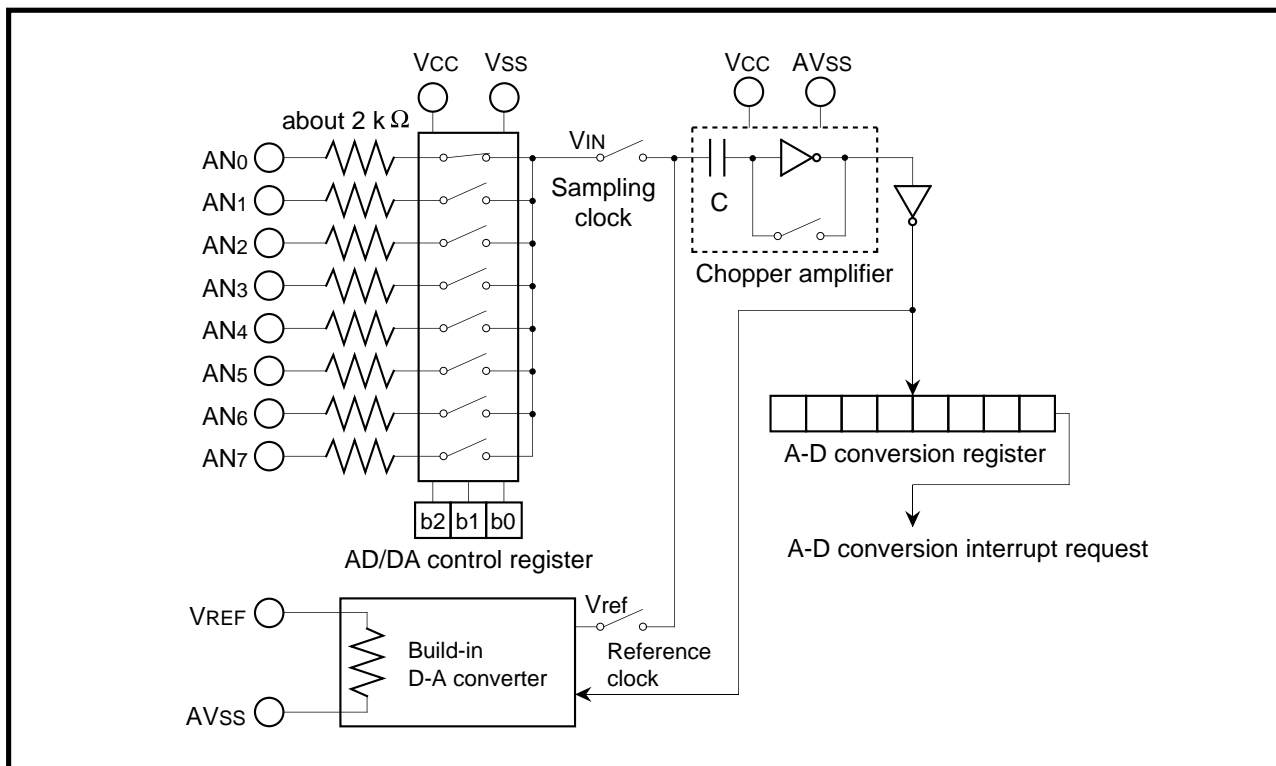 VCC
VSS
VCC
AVSS
about 2 k Ω
AN0
AN1
AN2
AN3
AN4
AN5
AN6
AN7
VIN
Sampling
clock
C
Chopper amplifier
b2 b1 b0
AD/DA control register
A-D conversion register
A-D conversion interrupt request
VREF
AVSS
Build-in
D-A converter
Vref
Reference
clock